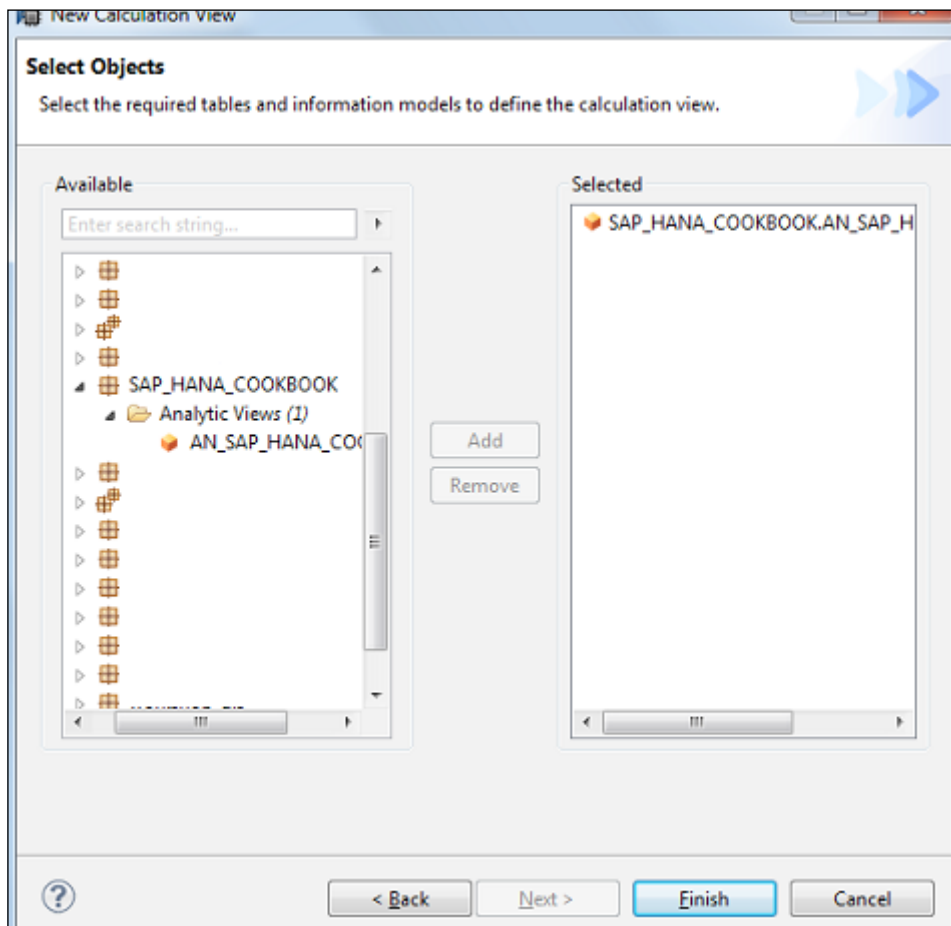 New Calculation View
Select Objects
Select the required tables and information models to define the calculation view.
Available
Enter search string...
SAP_HANA_COOKBOOK
Analytic Views (1)
AN_SAP_HANA_COO
Add
Remove
Selected
SAP_HANA_COOKBOOK.AN_SAP_H
< Back
Next >
Finish
Cancel